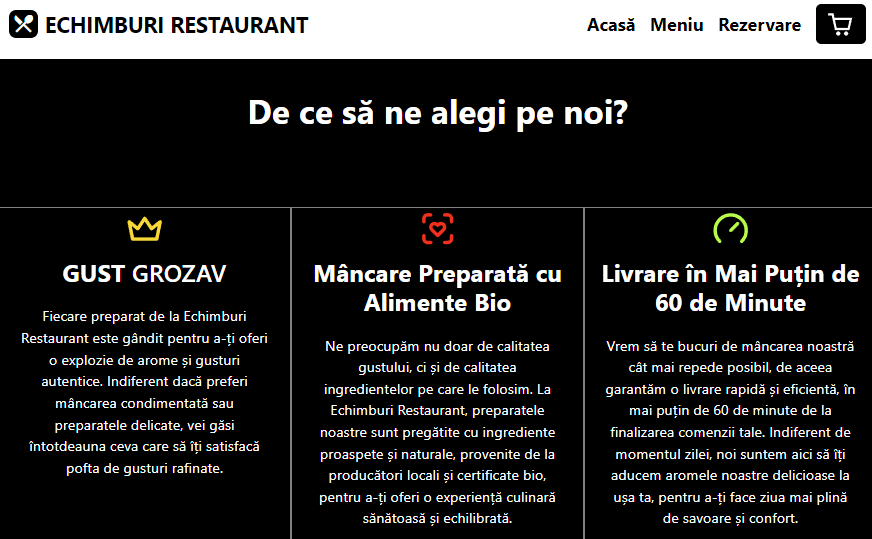 ECHIMBURI RESTAURANT
Acasă Meniu Rezervare
De ce să ne alegi pe noi?
GUST GROZAV
Fiecare preparat de la Echimburi
Restaurant este gândit pentru a-ți oferi
o explozie de arome și gusturi
autentice. Indiferent dacă preferi
mâncarea condimentată sau
preparatele delicate, vei găsi
întotdeauna ceva care să îți satisfacă
pofta de gusturi rafinate.
Mâncare Preparată cu
Alimente Bio
Ne preocupăm nu doar de calitatea
gustului, ci și de calitatea
ingredientelor pe care le folosim. La
Echimburi Restaurant, preparatele
noastre sunt pregătite cu ingrediente
proaspete și naturale, provenite de la
producători locali și certificate bio,
pentru a-ți oferi o experiență culinară
sănătoasă și echilibrată.
Livrare în Mai Puțin de
60 de Minute
Vrem să te bucuri de mâncarea noastră
cât mai repede posibil, de aceea
garantăm o livrare rapidă și eficientă, în
mai puțin de 60 de minute de la
finalizarea comenzii tale. Indiferent de
momentul zilei, noi suntem aici să îți
aducem aromele noastre delicioase la
ușa ta, pentru a-ți face ziua mai plină
de savoare și confort.